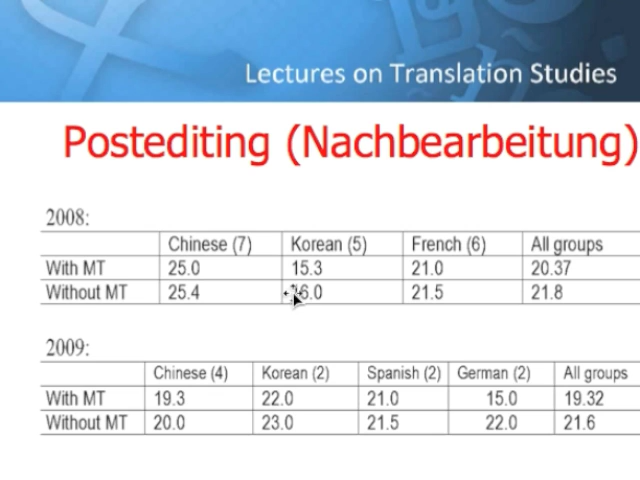 Lectures on Translation Studies
Postediting (Nachbearbeitung)
2008:
Chinese (7) Korean (5) French (6) All groups
With MT 25.0 15.3 21.0 20.37
Without MT 25.4 21.5 21.8
2009:
Chinese (4) Korean (2) Spanish (2) German (2) All groups
With MT 19.3 22.0 21.0 15.0 19.32
Without MT 20.0 23.0 21.5 22.0 21.6